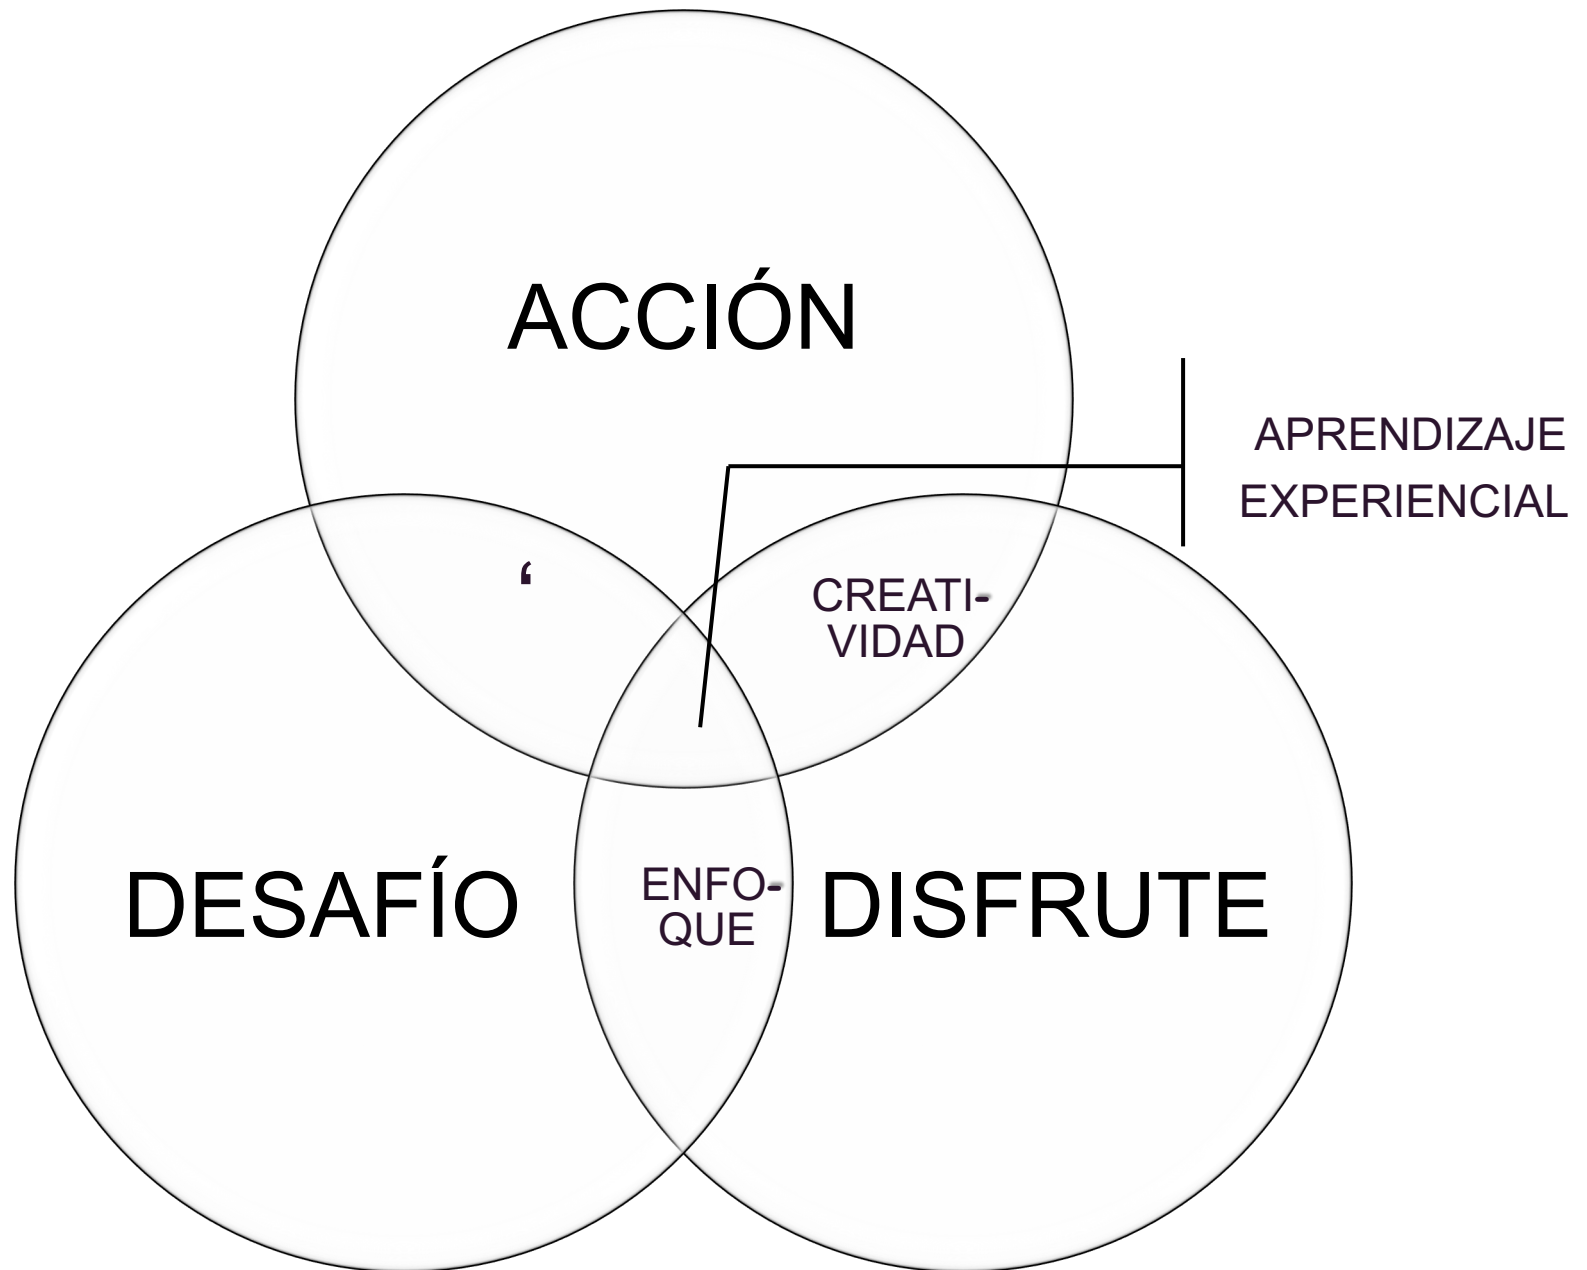 ACCIÓN
APRENDIZAJE
EXPERIENCIAL
‘
CREATI-
VIDAD
DESAFÍO
ENFO-
QUE
DISFRUTE